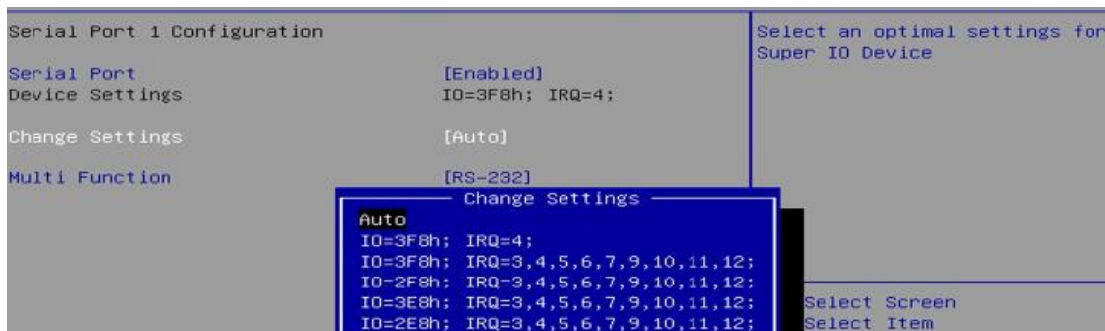 Serial Port 1 Configuration
Select an optimal settings for
Super IO Device
Serial Port [Enabled]
Device Settings IO=3F8h; IRQ=4;
Change Settings [Auto]
Multi Function [RS-232]
Change Settings
Auto
IO=3F8h; IRQ=4;
IO=3F8h; IRQ=3,4,5,6,7,9,10,11,12;
IO=2F8h; IRQ=3,4,5,6,7,9,10,11,12;
IO=3E8h; IRQ=3,4,5,6,7,9,10,11,12;
IO=2E8h; IRQ=3,4,5,6,7,9,10,11,12;
Select Screen
Select Item